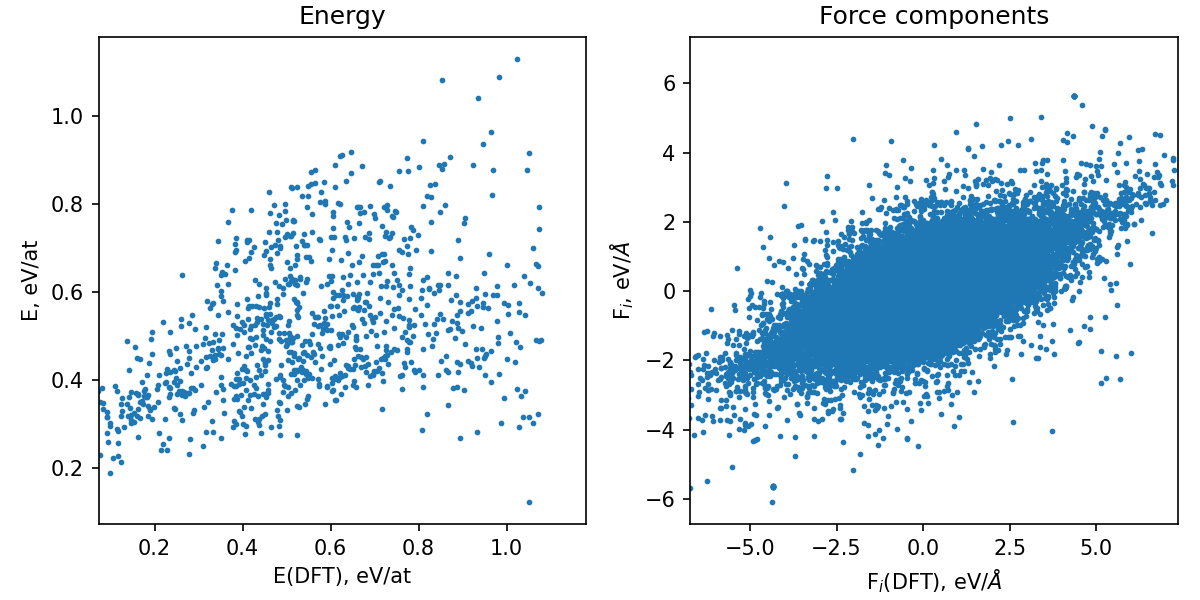 Energy
1.0
0.8
0.6
0.4
0.2
E, eV/at
0.2 0.4 0.6 0.8 1.0
E(DFT), eV/at
Force components
6
4
2
0
−2
−4
−6
Fᵢ, eV/Å
−5.0 −2.5 0.0 2.5 5.0
Fᵢ(DFT), eV/Å